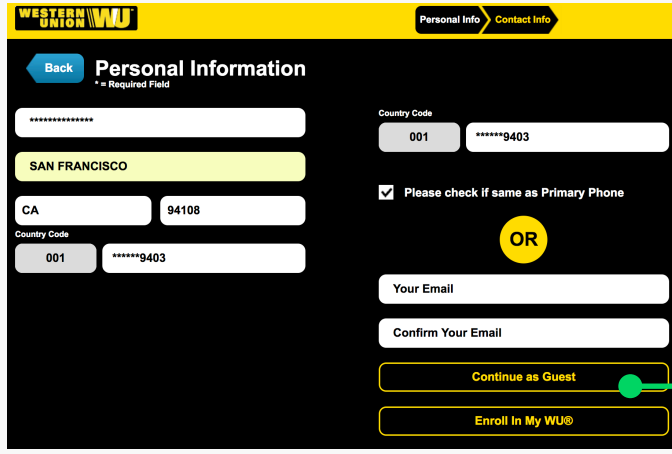 WESTERN
UNION WU
Personal Info
Contact Info
Back
Personal Information
* = Required Field
**************
SAN FRANCISCO
CA
94108
Country Code
001
******9403
Country Code
001
******9403
Please check if same as Primary Phone
OR
Your Email
Confirm Your Email
Continue as Guest
Enroll In My WU®